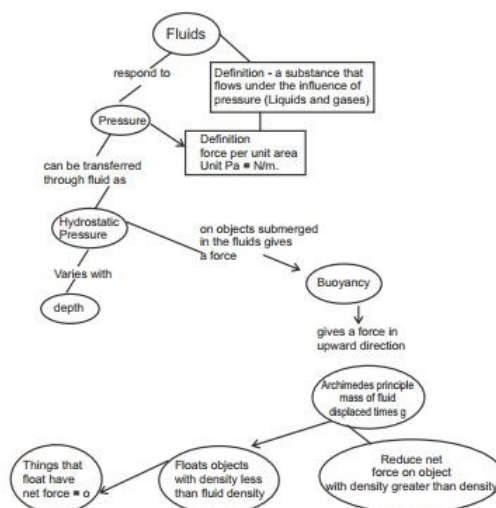 Fluids
respond to
Definition - a substance that
flows under the influence of
pressure (Liquids and gases)
Pressure
Definition
force per unit area
Unit Pa = N/m.
can be transferred
through fluid as
Hydrostatic
Pressure
on objects submerged
in the fluids gives
a force
Varies with
depth
Buoyancy
gives a force in
upward direction
Archimedes principle
mass of fluid
displaced times g
Things that
float have
net force = o
Floats objects
with density less
than fluid density
Reduce net
force on object
with density greater than density